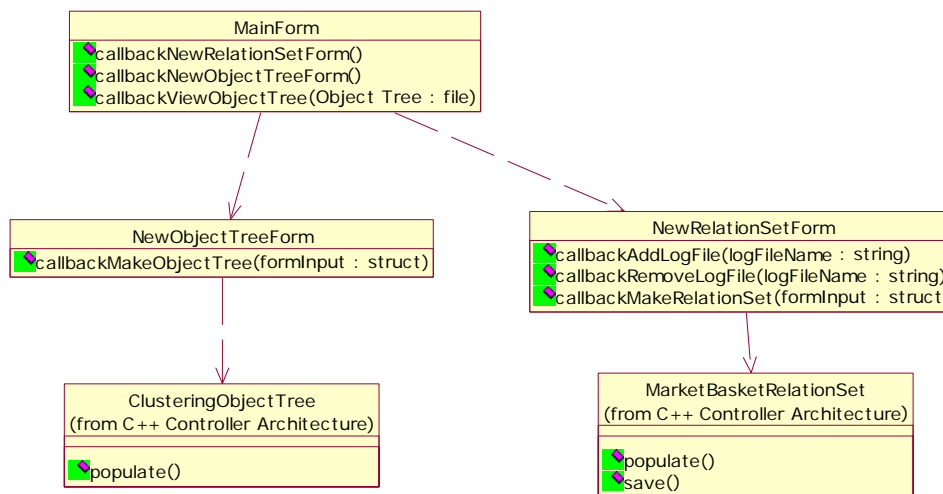 MainForm
callbackNewRelationSetForm()
callbackNewObjectTreeForm()
callbackViewObjectTree(Object Tree : file)
NewObjectTreeForm
callbackMakeObjectTree(formInput : struct)
NewRelationSetForm
callbackAddLogFile(logFileName : string)
callbackRemoveLogFile(logFileName : string)
callbackMakeRelationSet(formInput : struct
ClusteringObjectTree
(from C++ Controller Architecture)
populate()
MarketBasketRelationSet
(from C++ Controller Architecture)
populate()
save()